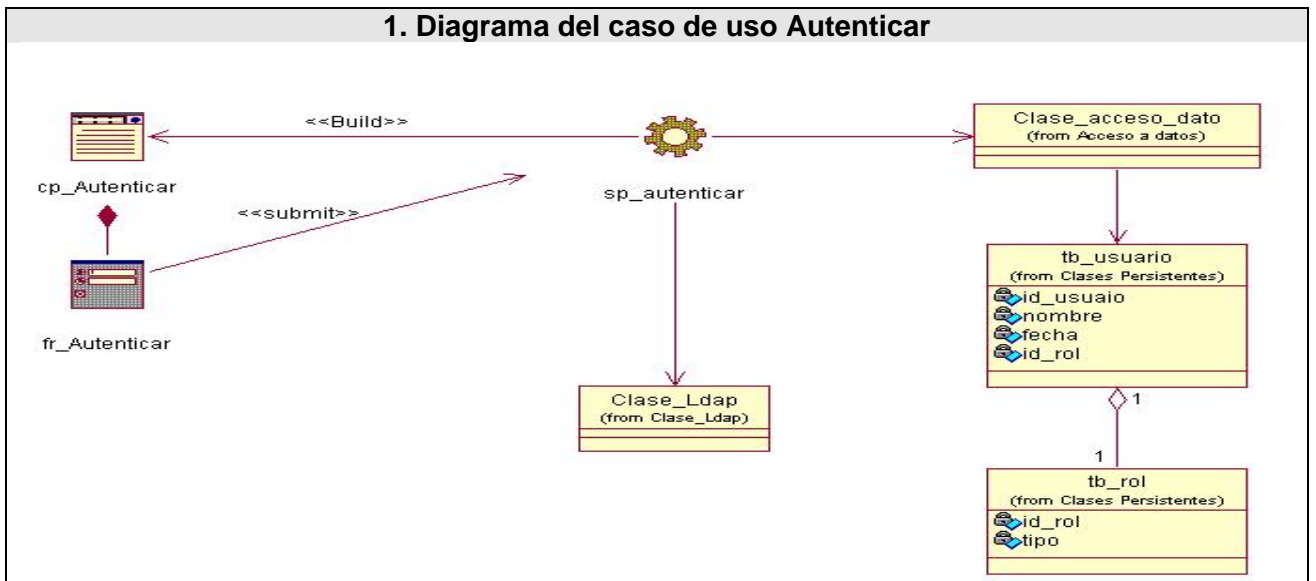 1. Diagrama del caso de uso Autenticar
<<Build>>
cp_Autenticar
<<submit>>
fr_Autenticar
sp_autenticar
Clase_Ldap
(from Clase_Ldap)
Clase_acceso_dato
(from Acceso a datos)
tb_usuario
(from Clases Persistentes)
id_usuaio
nombre
fecha
id_rol
1
1
tb_rol
(from Clases Persistentes)
id_rol
tipo